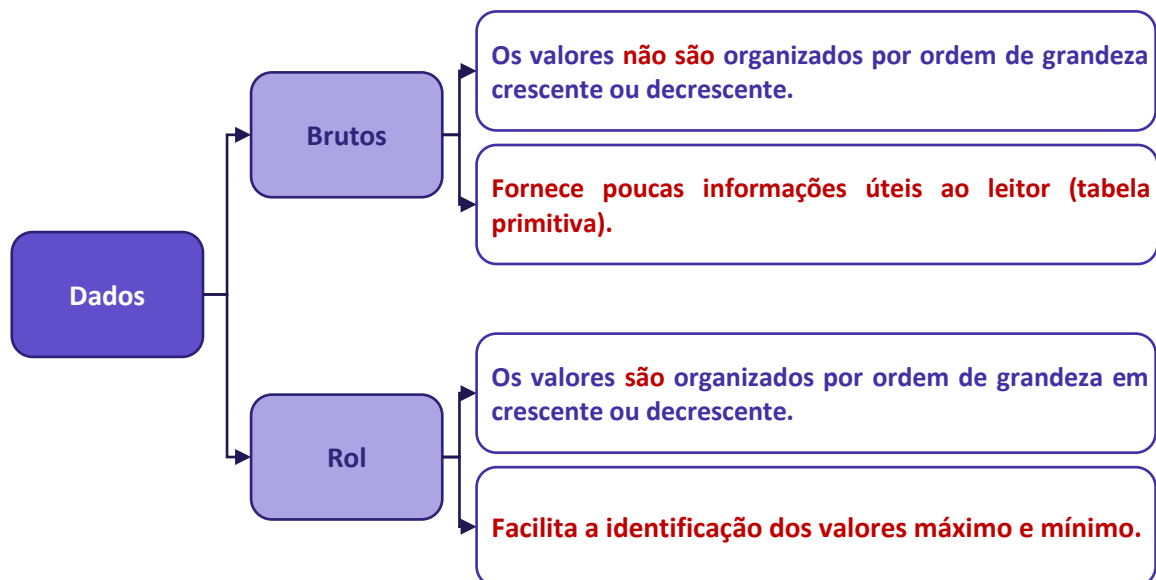 Os valores não são organizados por ordem de grandeza
crescente ou decrescente.
Brutos
Fornece poucas informações úteis ao leitor (tabela
primitiva).
Dados
Os valores são organizados por ordem de grandeza em
crescente ou decrescente.
Rol
Facilita a identificação dos valores máximo e mínimo.